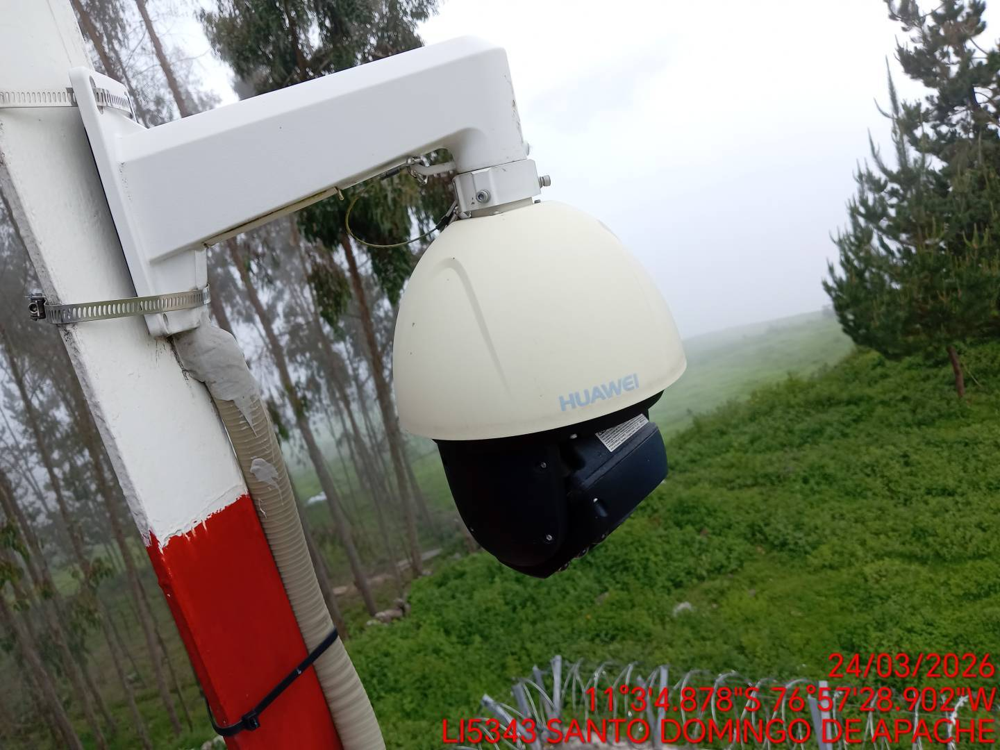 HUAWEI
24/03/2026
11°3'4.878"S 76°57'28.902"W
LI5343 SANTO DOMINGO DE APACHE